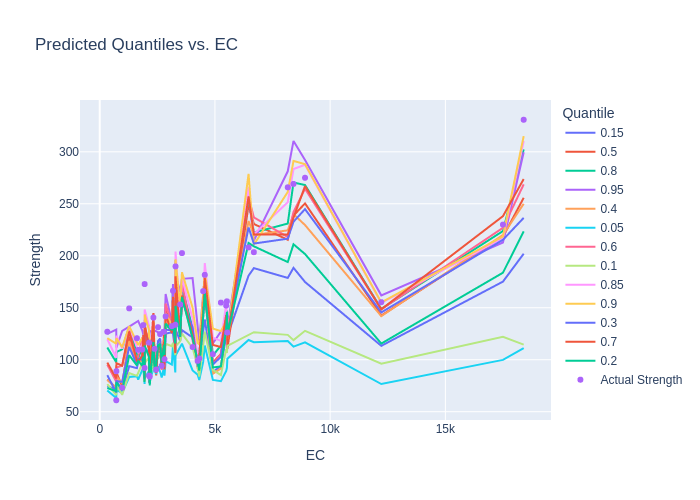 Predicted Quantiles vs. EC
Quantile
0.15
0.5
0.8
0.95
0.4
0.05
0.6
0.1
0.85
0.9
0.3
0.7
0.2
Actual Strength
Strength
300
250
200
150
100
50
0
5k
10k
15k
EC